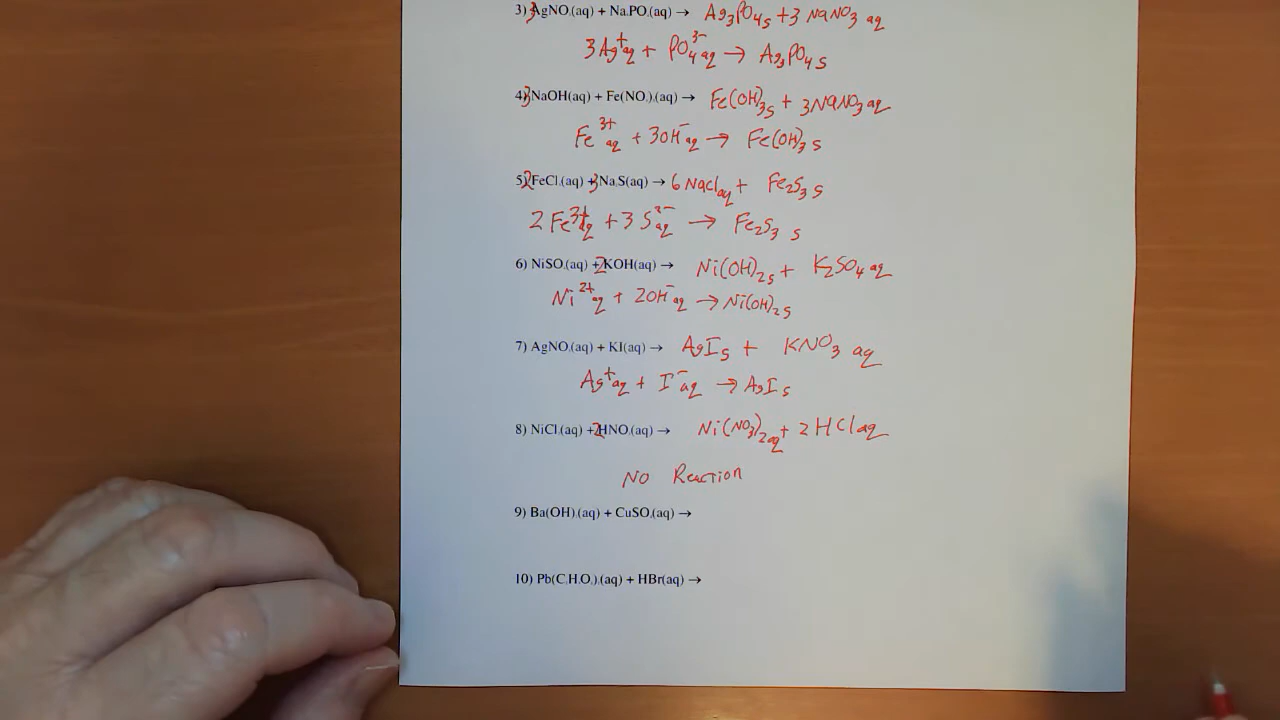 3) 3AgNO₃(aq) + Na₃PO₄(aq) → Ag₃PO₄ s + 3 NaNO₃ aq
3Ag⁺aq + PO₄³⁻aq → Ag₃PO₄ s
4) 3NaOH(aq) + Fe(NO₃)₃(aq) → Fe(OH)₃ s + 3NaNO₃ aq
Fe³⁺aq + 3OH⁻aq → Fe(OH)₃ s
5) 2FeCl₃(aq) + 3Na₂S(aq) → 6 NaCl aq + Fe₂S₃ s
2 Fe³⁺aq + 3 S²⁻aq → Fe₂S₃ s
6) NiSO₄(aq) + 2KOH(aq) → Ni(OH)₂ s + K₂SO₄ aq
Ni²⁺aq + 2OH⁻aq → Ni(OH)₂ s
7) AgNO₃(aq) + KI(aq) → AgI s + KNO₃ aq
Ag⁺aq + I⁻aq → AgI s
8) NiCl₂(aq) + 2HNO₃(aq) → Ni(NO₃)₂ aq + 2 HCl aq
NO Reaction
9) Ba(OH)₂(aq) + CuSO₄(aq) →
10) Pb(C₂H₃O₂)₂(aq) + HBr(aq) →